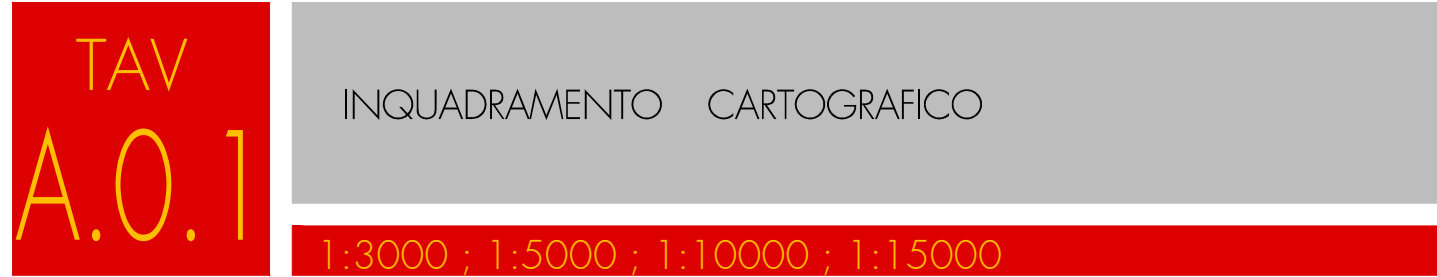 TAV
A.0.1
INQUADRAMENTO CARTOGRAFICO
1:3000 ; 1:5000 ; 1:10000 ; 1:15000